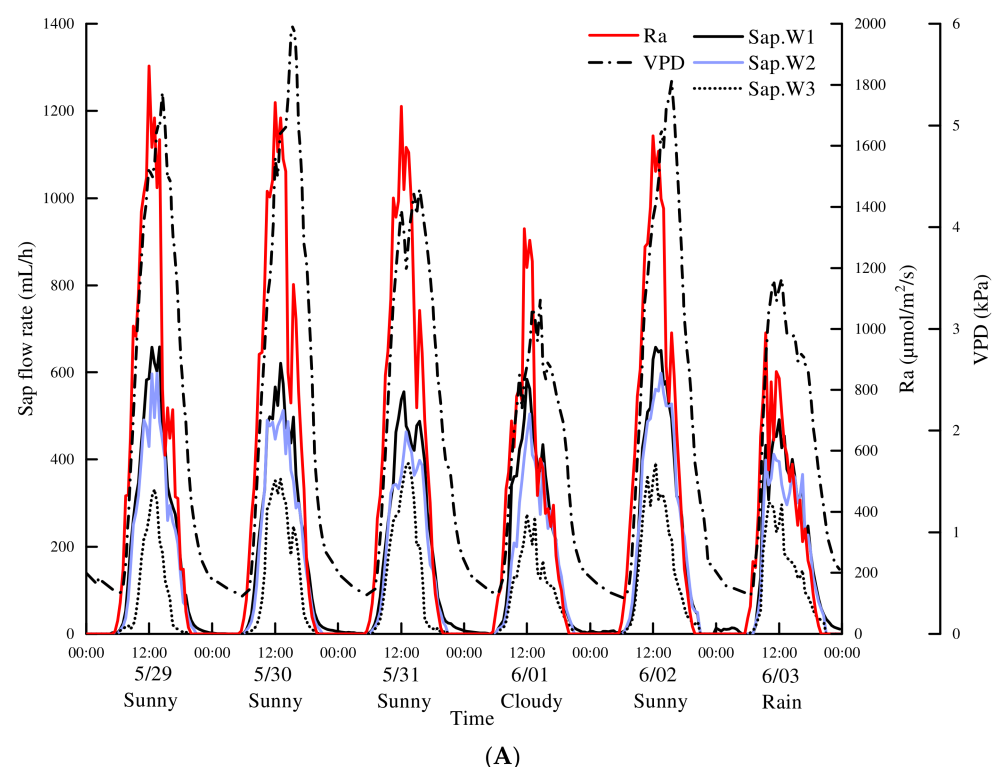 1400
1200
1000
800
600
400
200
0
Sap flow rate (mL/h)
Ra
VPD
Sap.W1
Sap.W2
Sap.W3
2000
1800
1600
1400
1200
1000
800
600
400
200
0
Ra (μmol/m²/s)
6
5
4
3
2
1
0
VPD (kPa)
00:00 12:00 00:00 12:00 00:00 12:00 00:00 12:00 00:00 12:00 00:00 12:00 00:00
5/29 5/30 5/31 6/01 6/02 6/03
Sunny Sunny Sunny Cloudy Sunny Rain
Time
(A)